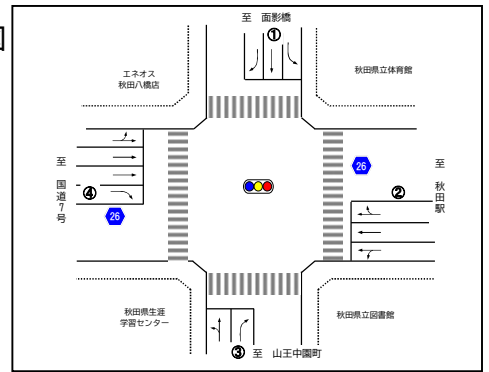 図
至 面影橋
①
エネオス
秋田八橋店
秋田県立体育館
至 国道7号
④
26
26
至 秋田駅
②
秋田県生涯
学習センター
秋田県立図書館
③ 至 山王中園町